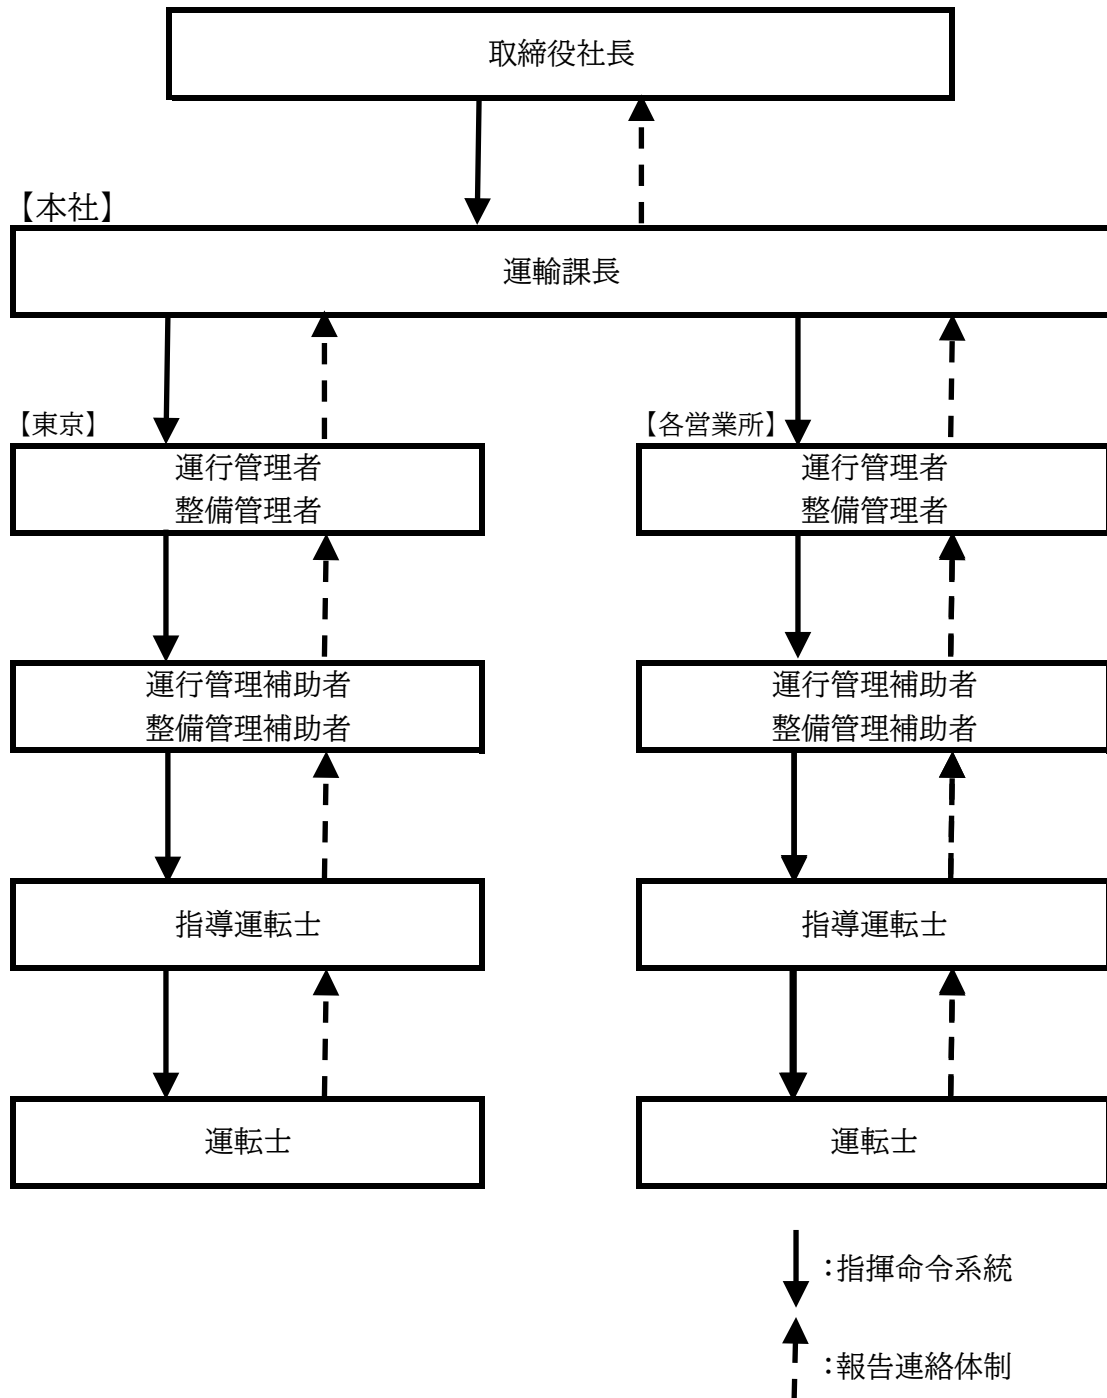 取締役社長
【本社】
運輸課長
【東京】
運行管理者
整備管理者
運行管理補助者
整備管理補助者
指導運転士
運転士
【各営業所】
運行管理者
整備管理者
運行管理補助者
整備管理補助者
指導運転士
運転士
：指揮命令系統
：報告連絡体制